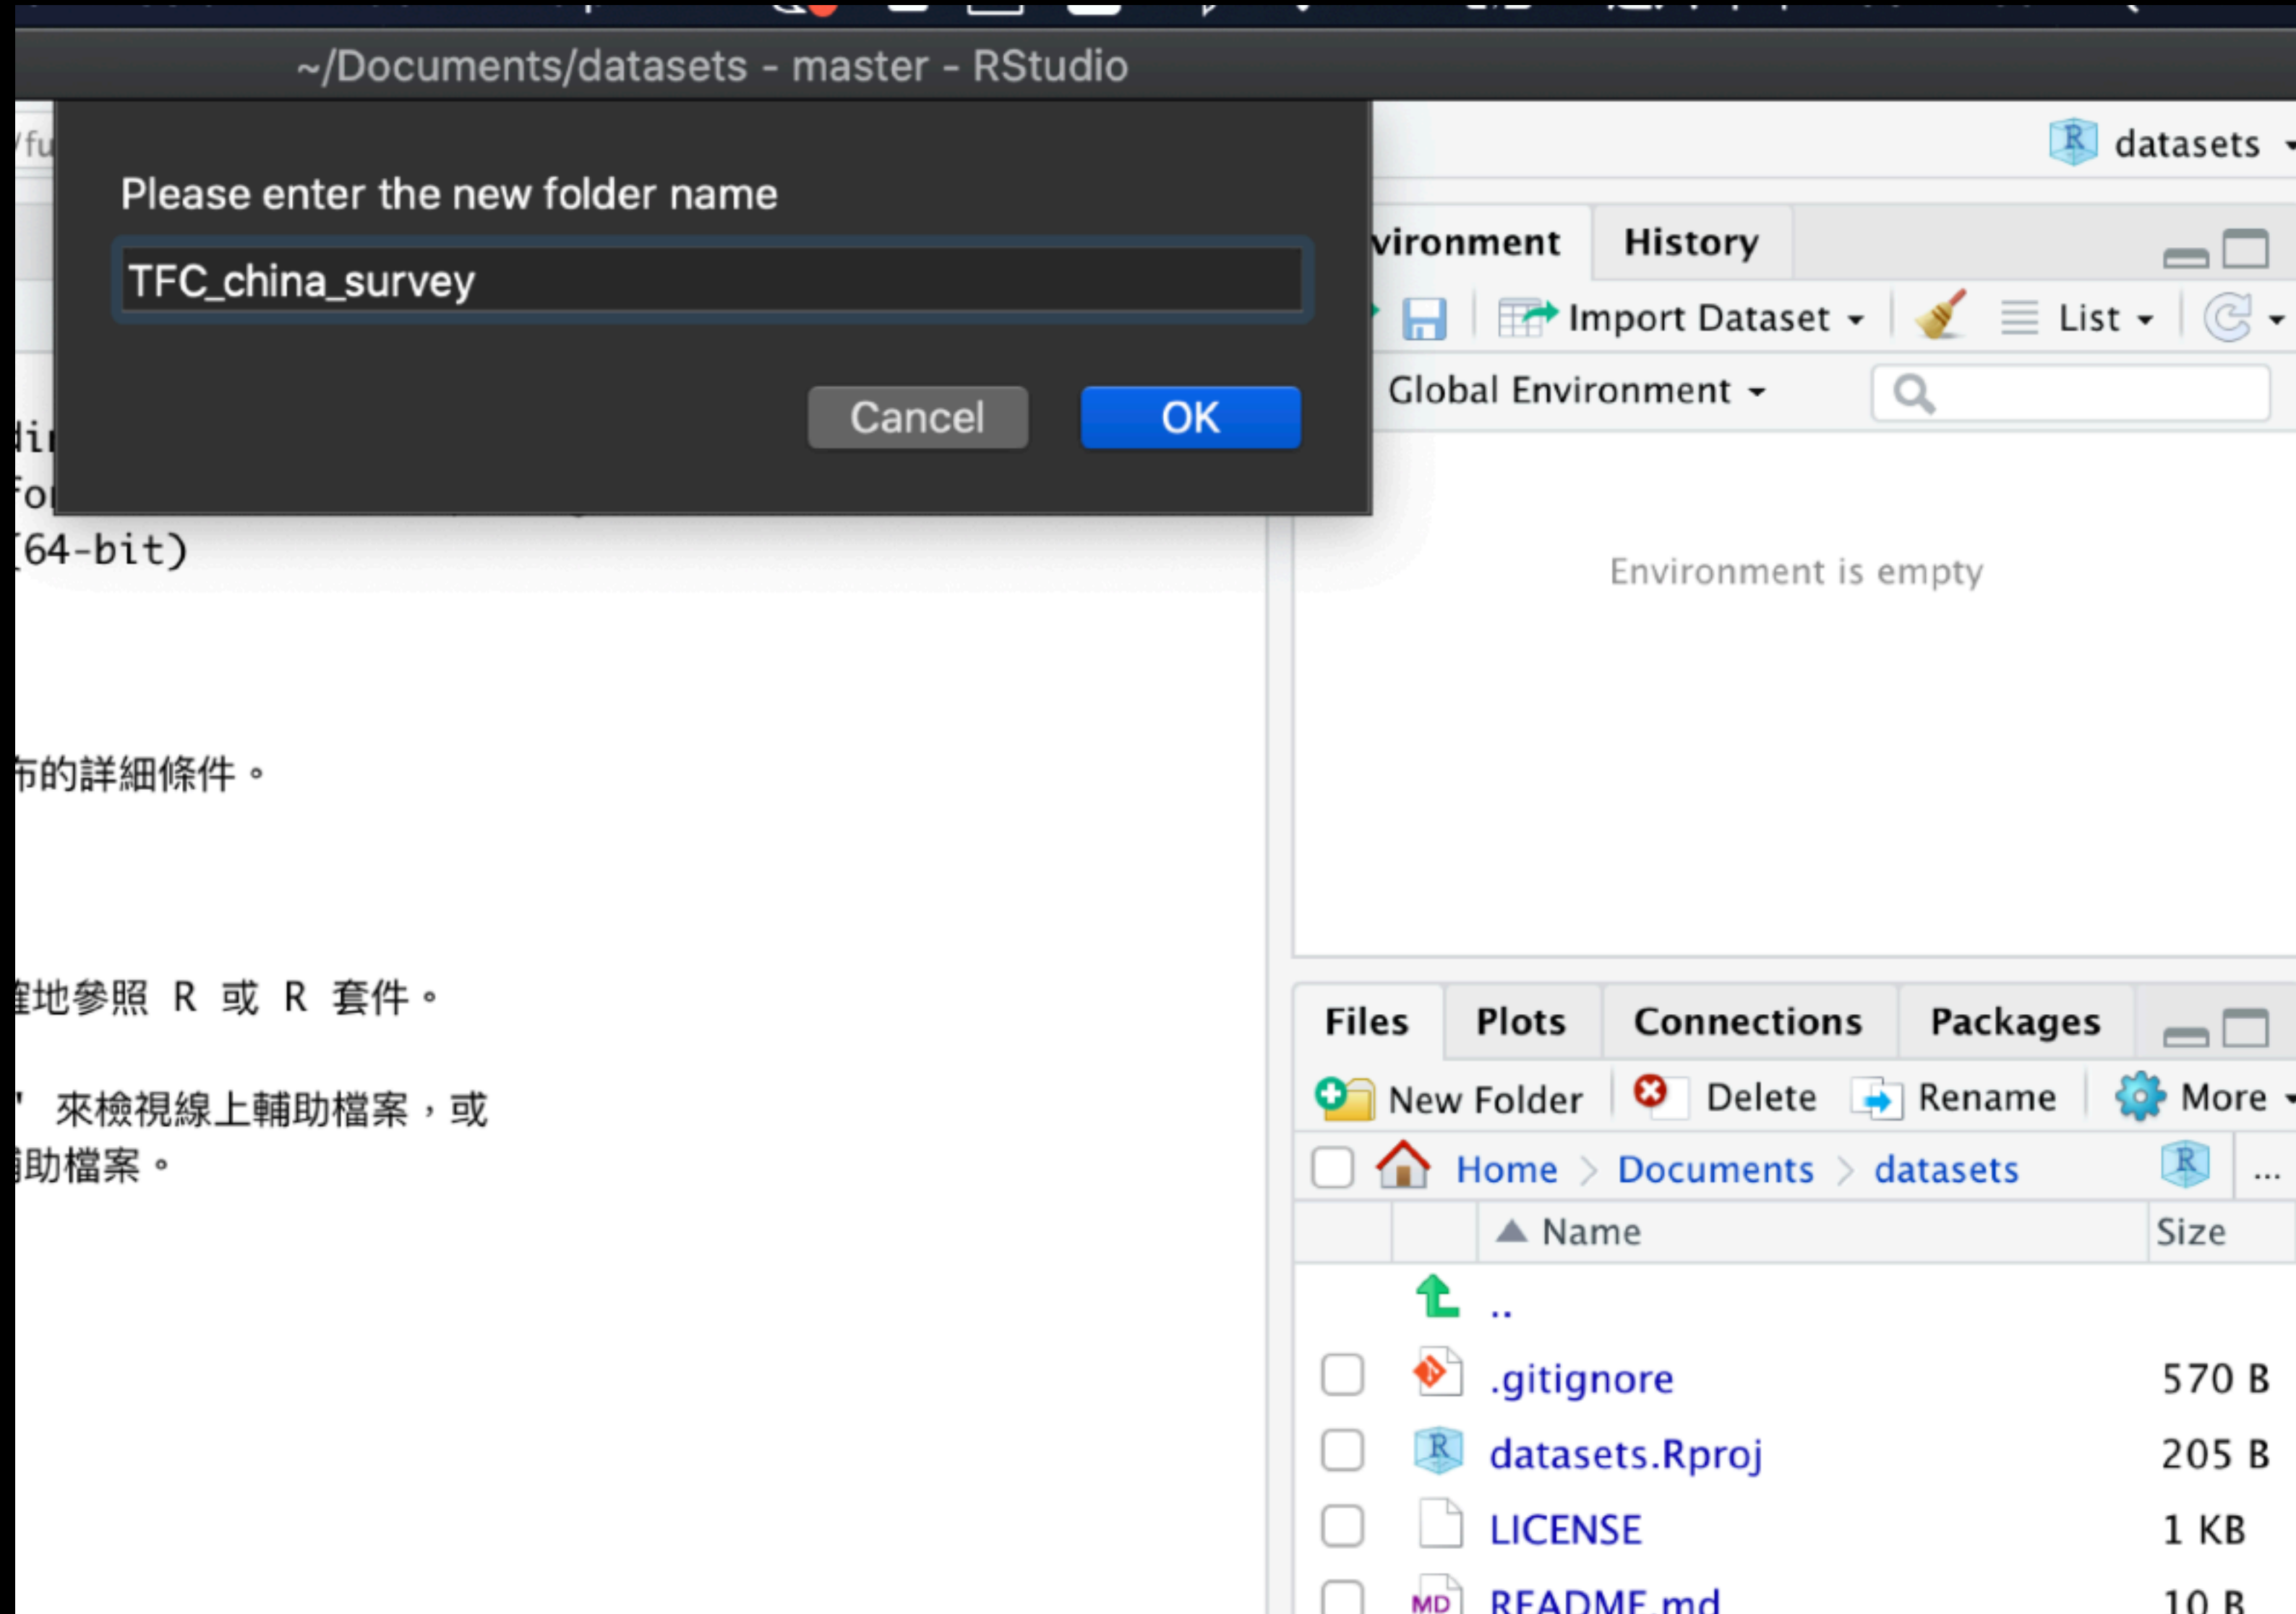 ~/Documents/datasets - master - RStudio
Please enter the new folder name
TFC_china_survey
Cancel OK
(64-bit)
布的詳細條件。
確地參照 R 或 R 套件。
' 來檢視線上輔助檔案，或
輔助檔案。
datasets
History
Import Dataset List
Global Environment
Environment is empty
Files Plots Connections Packages
New Folder Delete Rename More
Home > Documents > datasets ...
Name Size
..
.gitignore 570 B
datasets.Rproj 205 B
LICENSE 1 KB
README.md 10 B